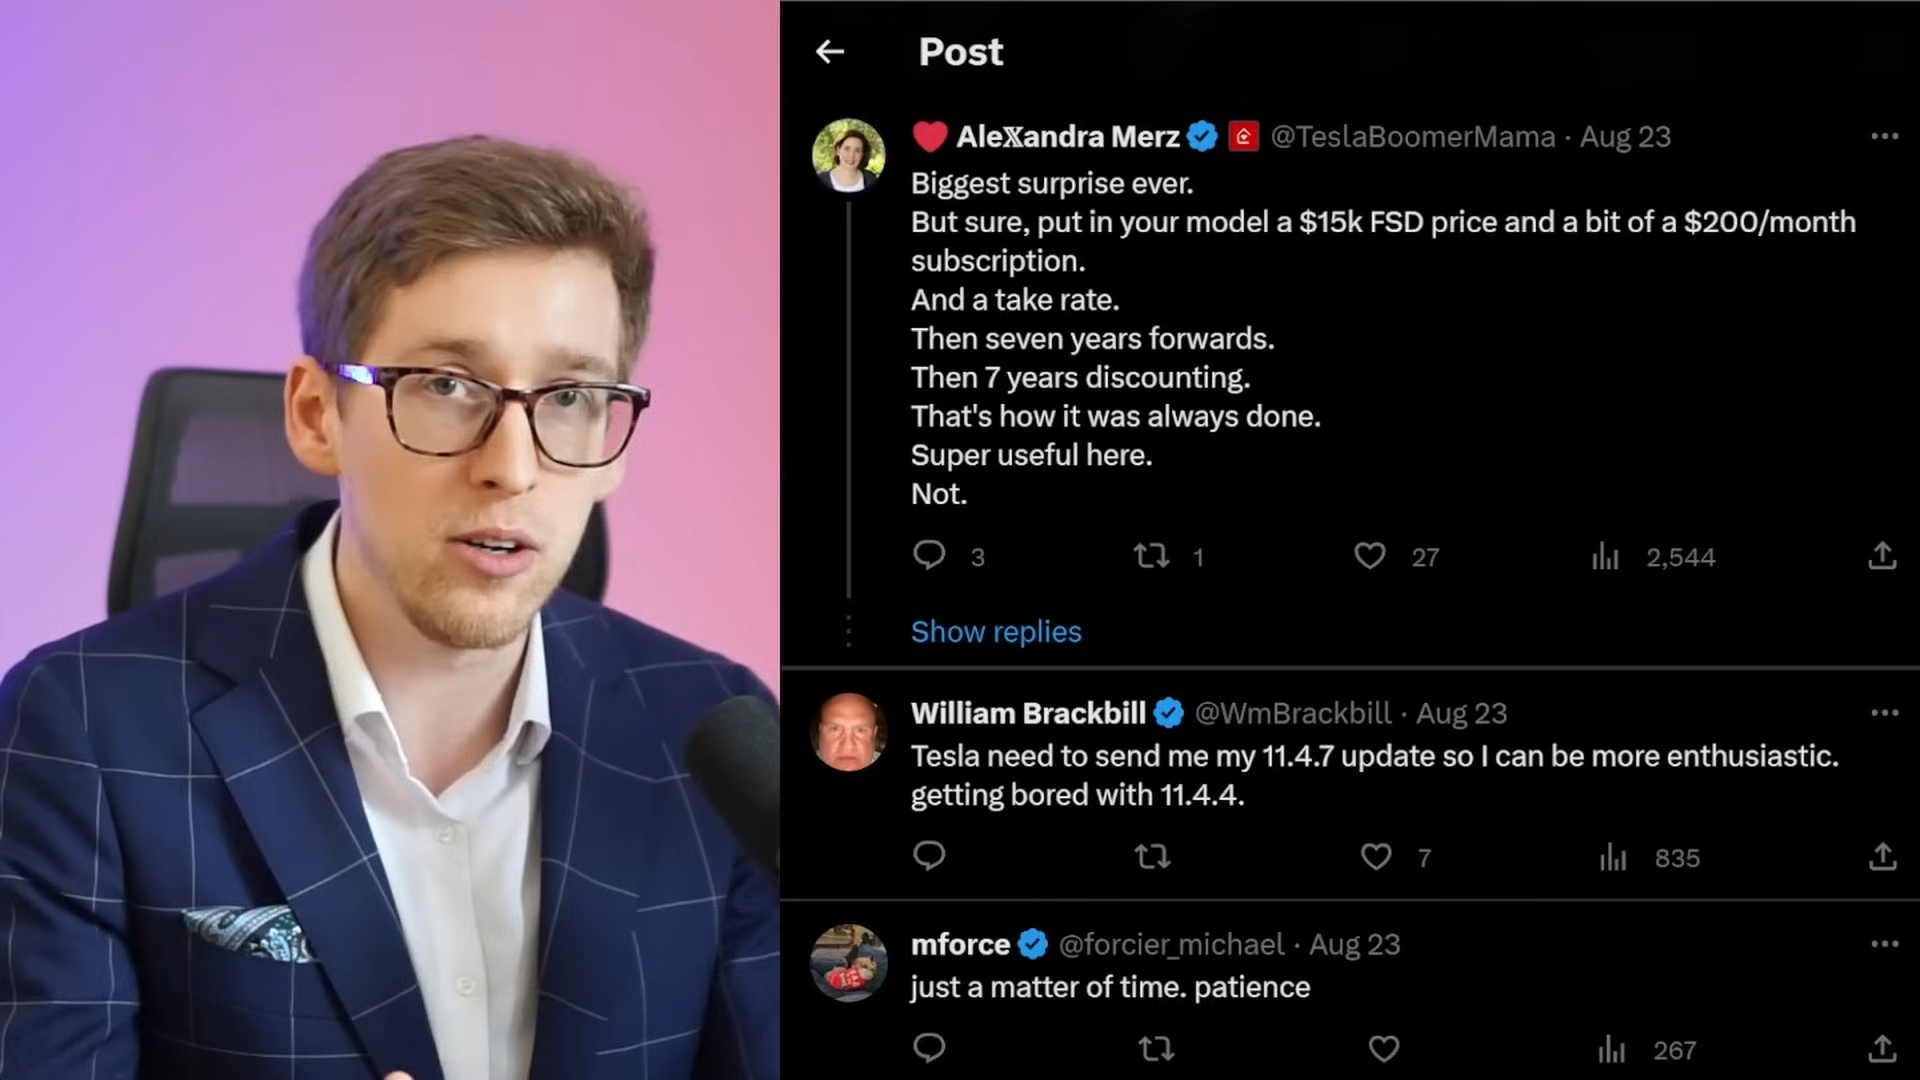 Post
AleXandra Merz @TeslaBoomerMama · Aug 23
Biggest surprise ever.
But sure, put in your model a $15k FSD price and a bit of a $200/month
subscription.
And a take rate.
Then seven years forwards.
Then 7 years discounting.
That's how it was always done.
Super useful here.
Not.
3 1 27 2,544
Show replies
William Brackbill @WmBrackbill · Aug 23
Tesla need to send me my 11.4.7 update so I can be more enthusiastic.
getting bored with 11.4.4.
7 835
mforce @forcier_michael · Aug 23
just a matter of time. patience
267